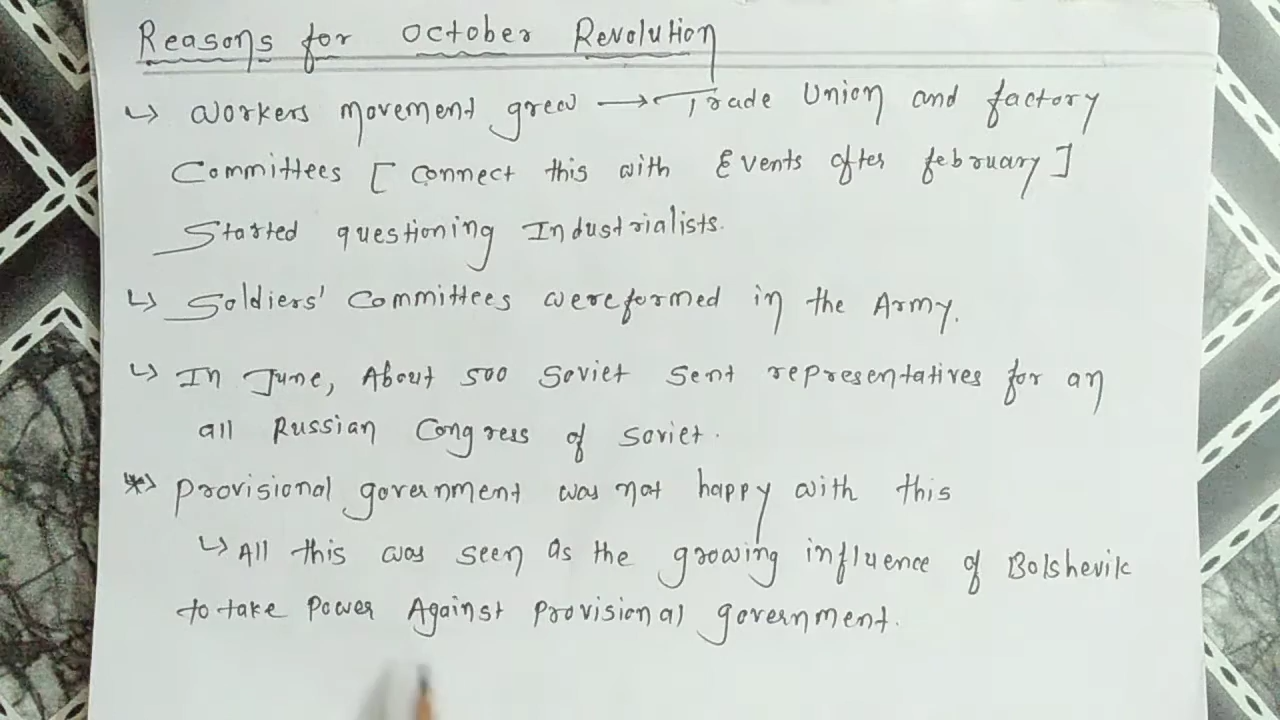 Reasons for October Revolution
↳ Workers movement grew → Trade Union and factory
Committees [ Connect this with Events after february ]
Started questioning Industrialists.
↳ Soldiers' Committees were formed in the Army.
↳ In June, About 500 Soviet Sent representatives for an
all Russian Congress of Soviet.
*> Provisional government was not happy with this
↳ All this was seen as the growing influence of Bolshevik
to take Power Against Provisional government.